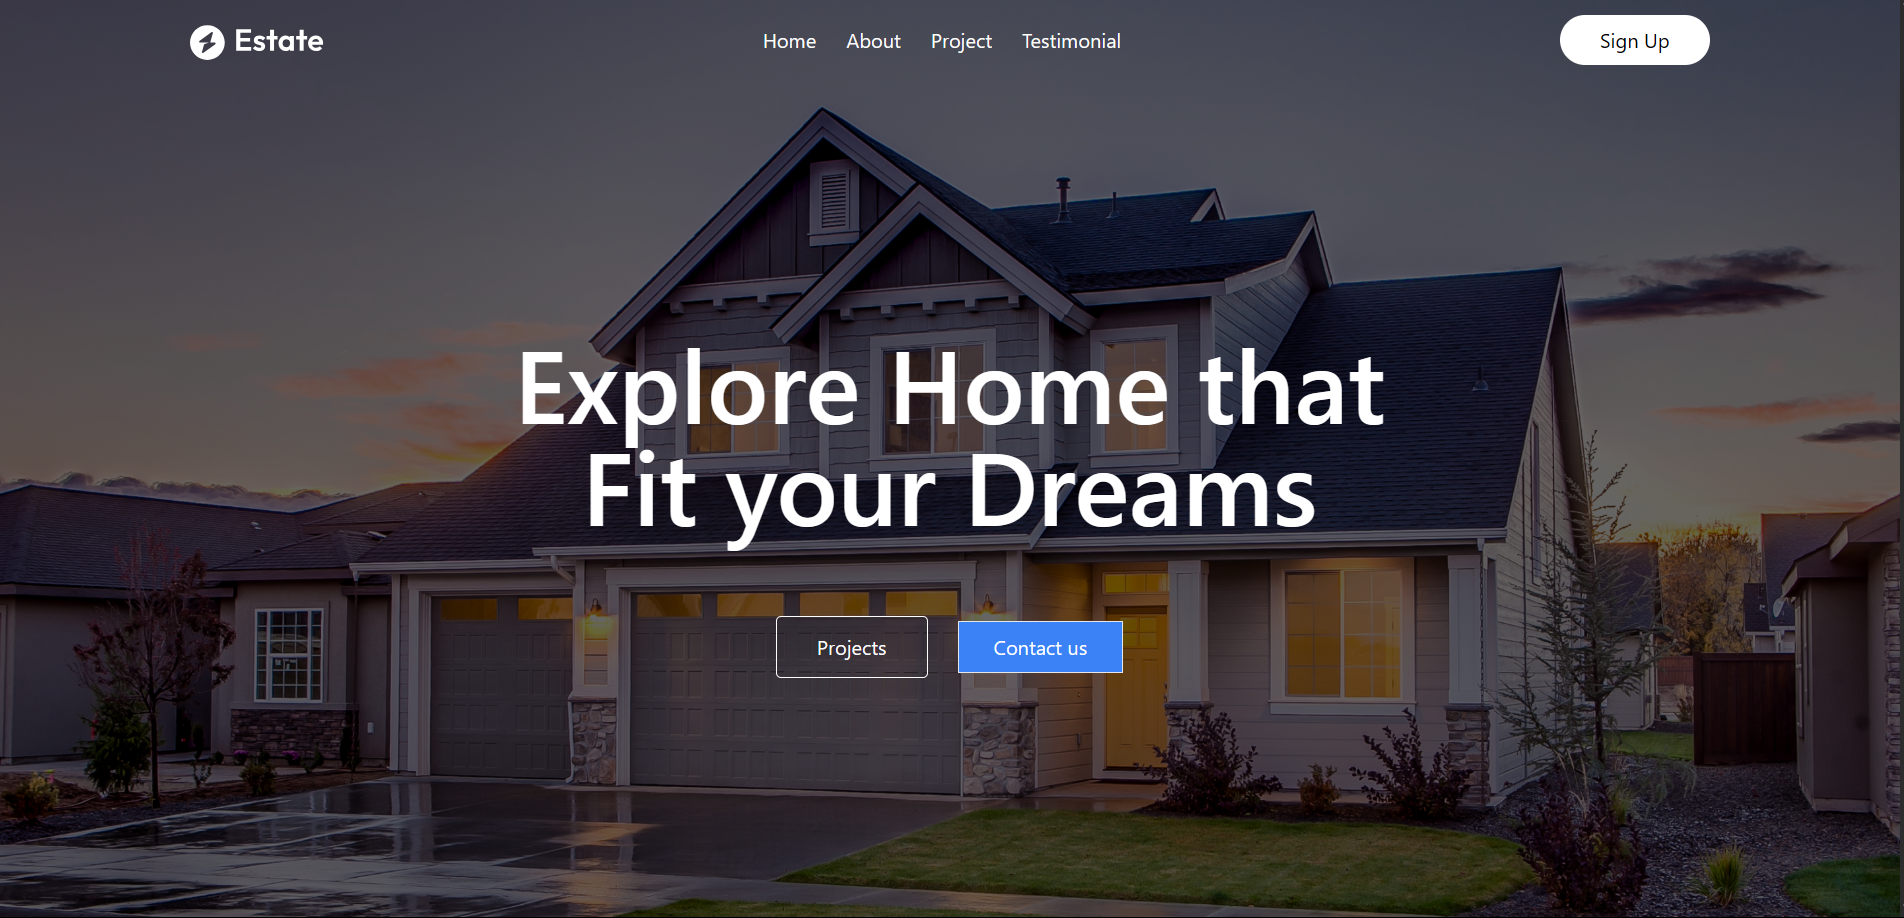 Estate
Home About Project Testimonial
Sign Up
Explore Home that
Fit your Dreams
Projects
Contact us